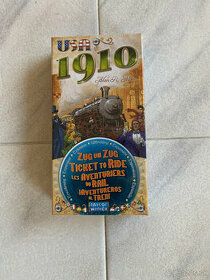 USA
1910
Alan R. Moon
ZUG UM ZUG
TICKET TO RIDE
LES AVENTURIERS
DU RAIL
¡AVENTUREROS
AL TREN!
DAYS OF
WONDER